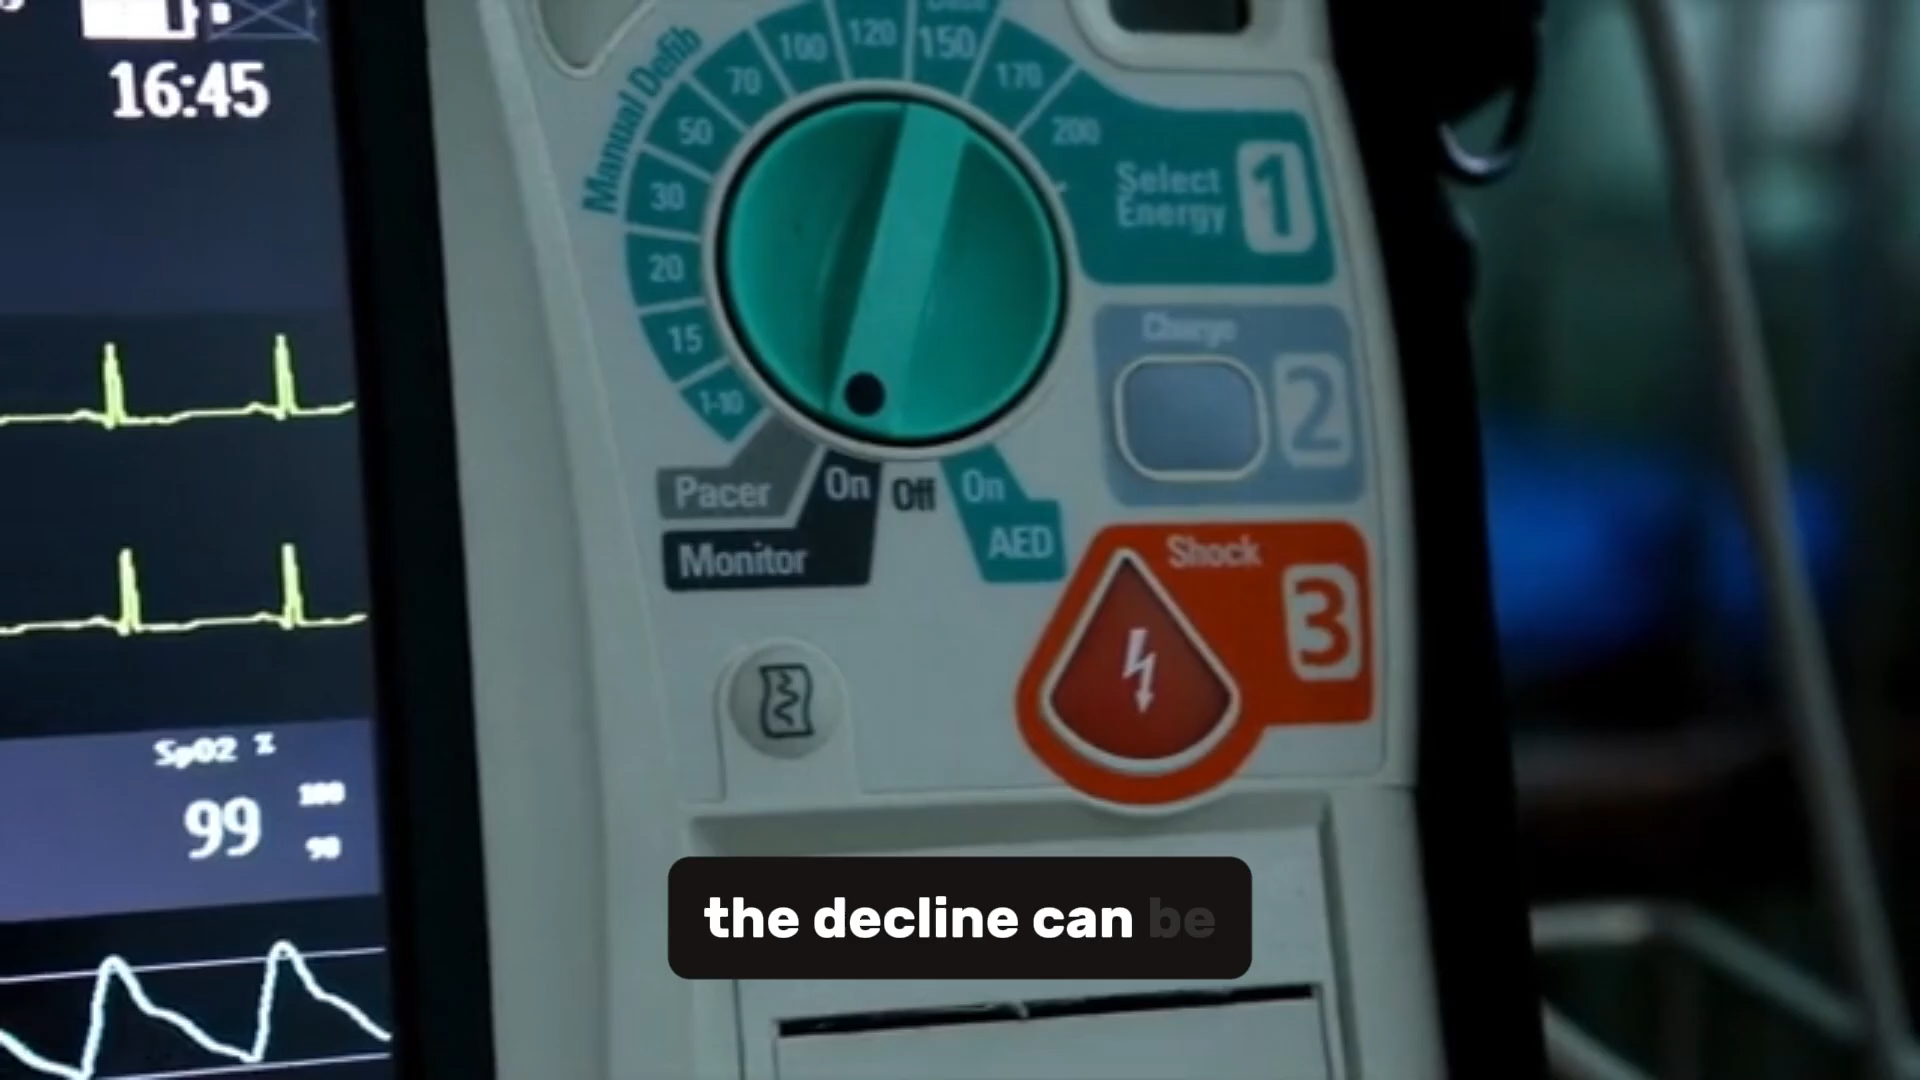 16:45
Manual Defib
1-10
15
20
30
50
70
100
120
150
170
200
Select
Energy
1
Charge
2
Pacer
Monitor
On
Off
On
AED
Shock
3
SpO2 %
99
100
90
the decline can be